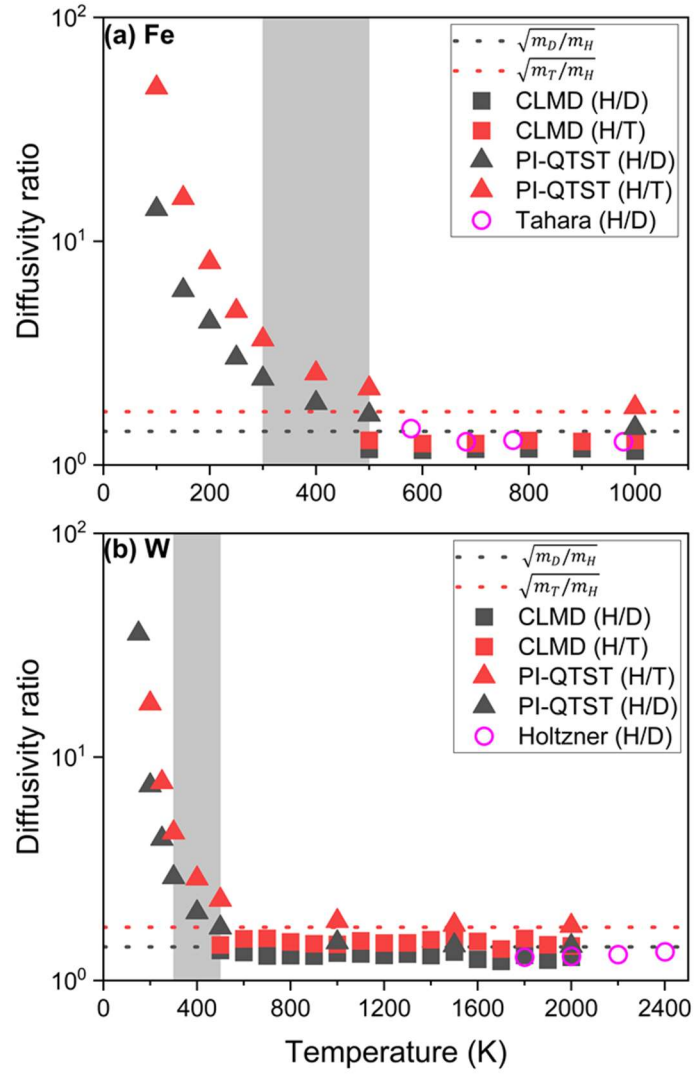 (a) Fe
√m_D/m_H
√m_T/m_H
CLMD (H/D)
CLMD (H/T)
PI-QTST (H/D)
PI-QTST (H/T)
Tahara (H/D)
Diffusivity ratio
10²
10¹
10⁰
0 200 400 600 800 1000
(b) W
√m_D/m_H
√m_T/m_H
CLMD (H/D)
CLMD (H/T)
PI-QTST (H/T)
PI-QTST (H/D)
Holtzner (H/D)
Diffusivity ratio
10²
10¹
10⁰
0 400 800 1200 1600 2000 2400
Temperature (K)